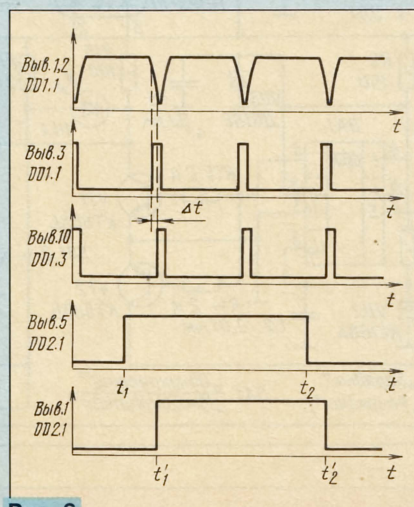 Выв.1,2
DD1.1
t
Выв.3
DD1.1
t
Δt
Выв.10
DD1.3
t
Выв.5
DD2.1
t₁ t₂ t
Выв.1
DD2.1
t
t′₁ t′₂